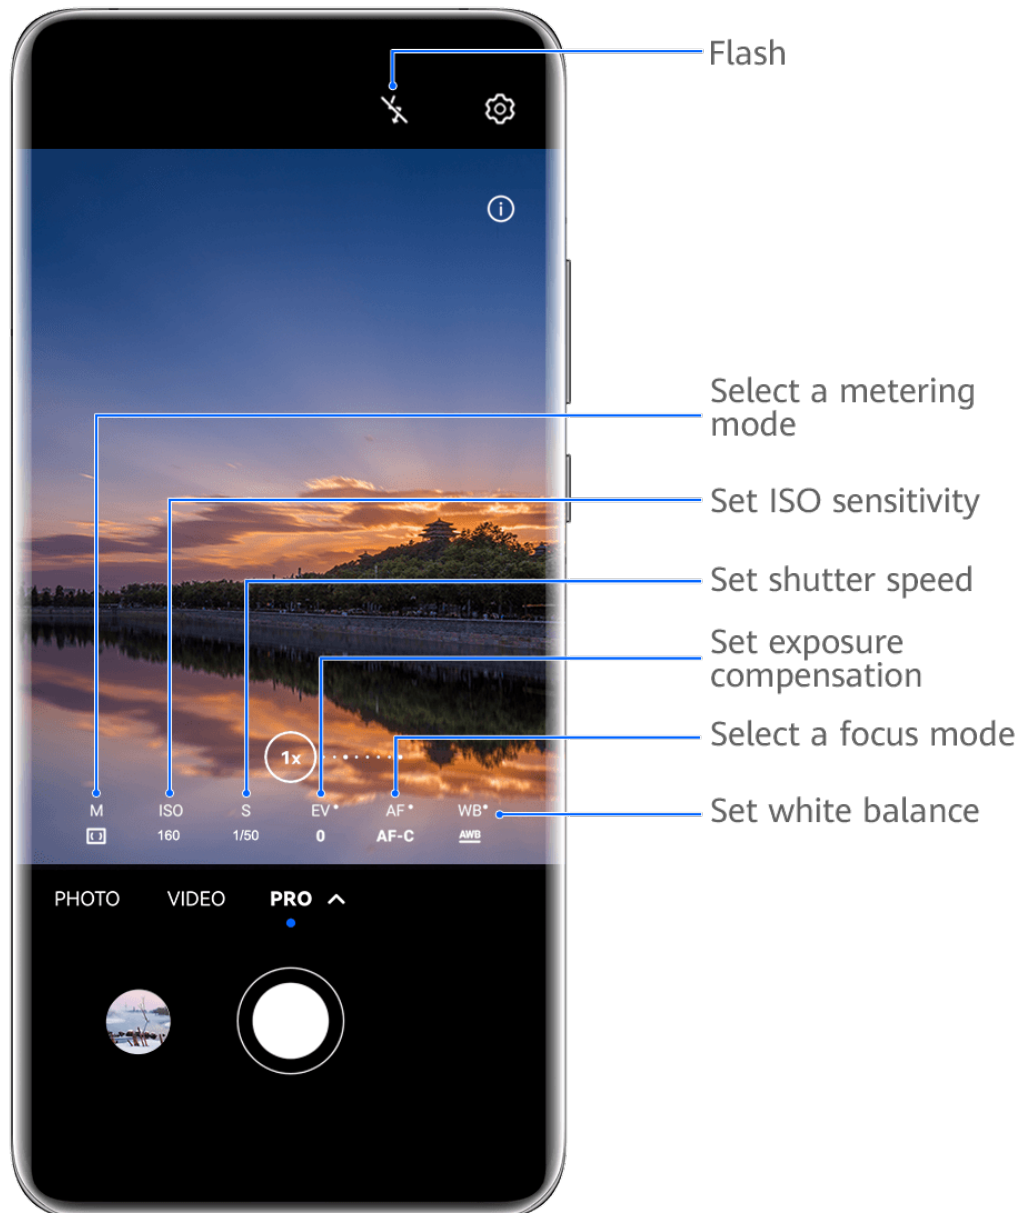 Flash
Select a metering
mode
Set ISO sensitivity
Set shutter speed
Set exposure
compensation
Select a focus mode
1x
M ISO S EV AF WB
Set white balance
160 1/50 0 AF-C AWB
PHOTO VIDEO PRO